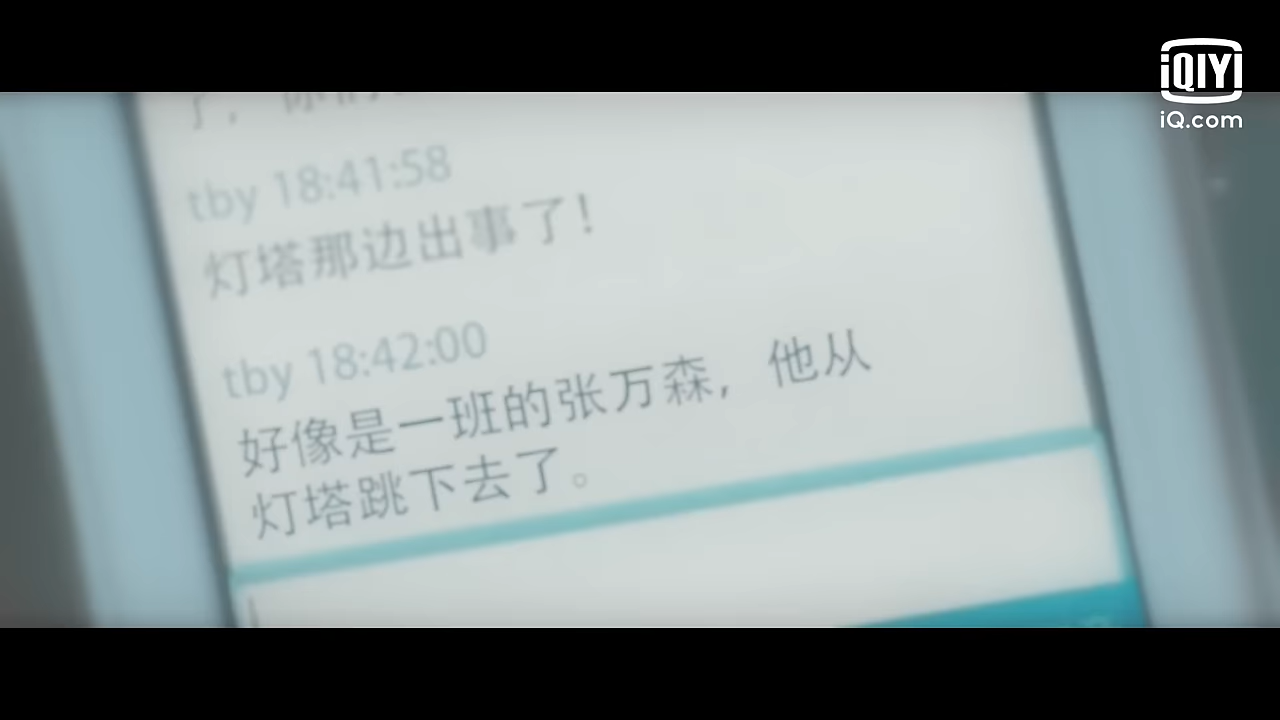 iQIYI
iQ.com
tby 18:41:58
灯塔那边出事了！
tby 18:42:00
好像是一班的张万森，他从
灯塔跳下去了。